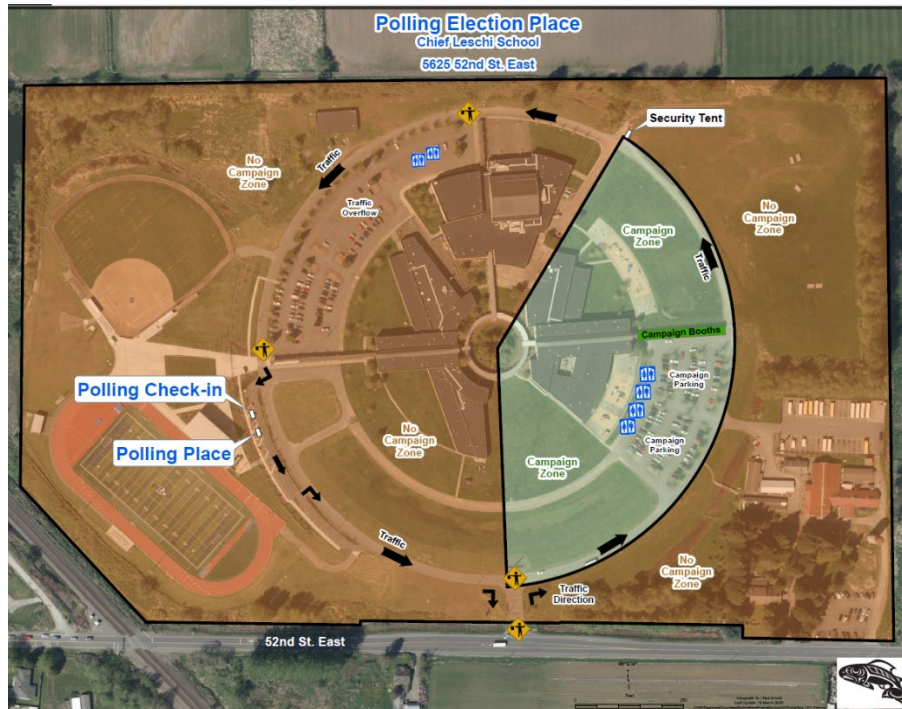 Polling Election Place
Chief Leschi School
5625 52nd St. East
Security Tent
No
Campaign
Zone
Traffic
Traffic
Overflow
Campaign
Zone
No
Campaign
Zone
Traffic
Campaign Booths
Polling Check-in
Campaign
Parking
Polling Place
No
Campaign
Zone
Campaign
Parking
Campaign
Zone
Traffic
No
Campaign
Zone
Traffic
Direction
52nd St. East